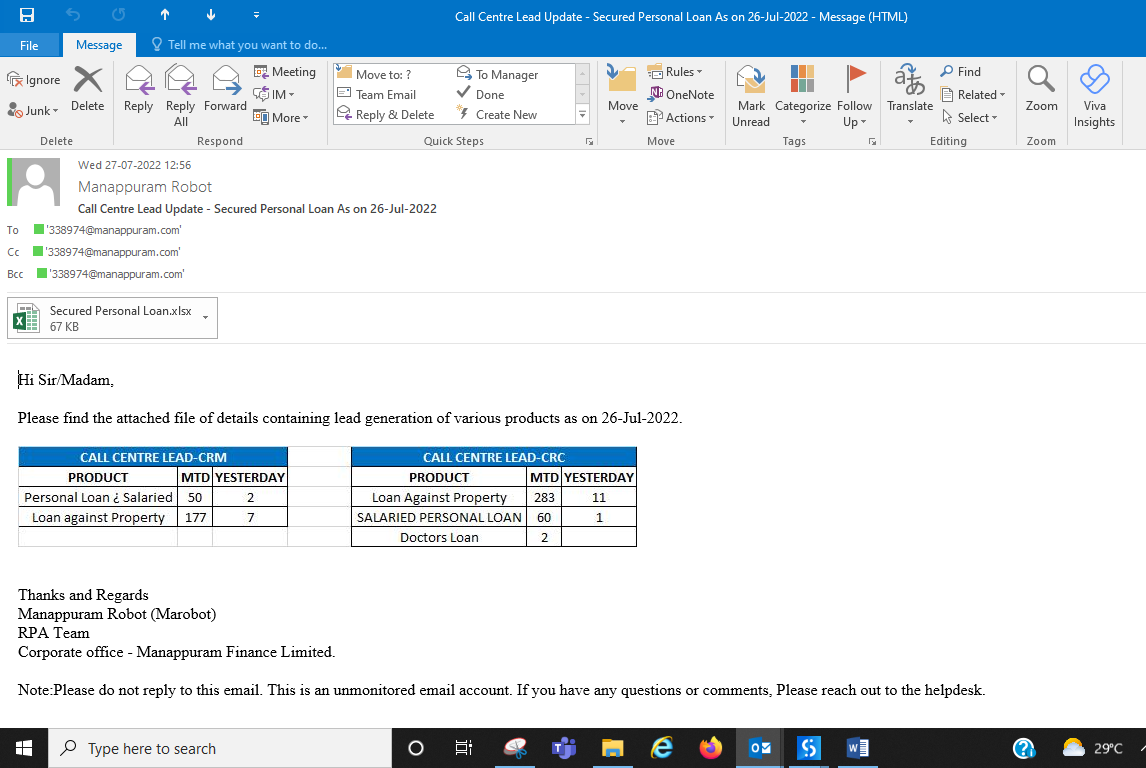 Call Centre Lead Update - Secured Personal Loan As on 26-Jul-2022 - Message (HTML)
File Message Tell me what you want to do...
Ignore
Junk
Delete
Delete
Reply
Reply All
Forward
Meeting
IM
More
Respond
Move to: ?
Team Email
Reply & Delete
To Manager
Done
Create New
Quick Steps
Move
Rules
OneNote
Actions
Move
Mark Unread
Categorize
Follow Up
Tags
Translate
Find
Related
Select
Editing
Zoom
Zoom
Viva Insights
Wed 27-07-2022 12:56
Manappuram Robot
Call Centre Lead Update - Secured Personal Loan As on 26-Jul-2022
To '338974@manappuram.com'
Cc '338974@manappuram.com'
Bcc '338974@manappuram.com'
Secured Personal Loan.xlsx
67 KB
Hi Sir/Madam,
Please find the attached file of details containing lead generation of various products as on 26-Jul-2022.
CALL CENTRE LEAD-CRM
PRODUCT MTD YESTERDAY
Personal Loan ¿ Salaried 50 2
Loan against Property 177 7
CALL CENTRE LEAD-CRC
PRODUCT MTD YESTERDAY
Loan Against Property 283 11
SALARIED PERSONAL LOAN 60 1
Doctors Loan 2
Thanks and Regards
Manappuram Robot (Marobot)
RPA Team
Corporate office - Manappuram Finance Limited.
Note:Please do not reply to this email. This is an unmonitored email account. If you have any questions or comments, Please reach out to the helpdesk.
Type here to search
29°C